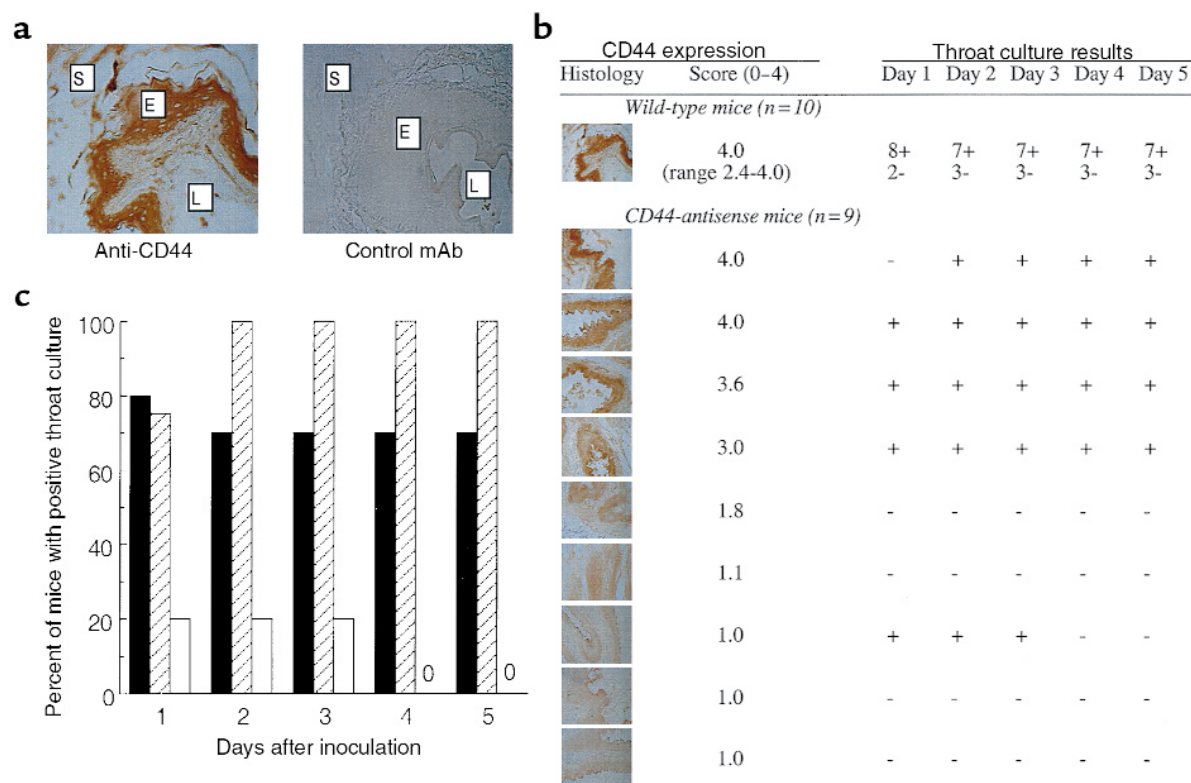 a
S
E
L
Anti-CD44
S
E
L
Control mAb
b
CD44 expression
Throat culture results
Histology Score (0–4) Day 1 Day 2 Day 3 Day 4 Day 5
Wild-type mice (n=10)
4.0 8+ 7+ 7+ 7+ 7+
(range 2.4-4.0) 2- 3- 3- 3- 3-
CD44-antisense mice (n=9)
4.0 - + + + +
4.0 + + + + +
3.6 + + + + +
3.0 + + + + +
1.8 - - - - -
1.1 - - - - -
1.0 + + + - -
1.0 - - - - -
1.0 - - - - -
c
Percent of mice with positive throat culture
100
80
60
40
20
0
0 0
1 2 3 4 5
Days after inoculation